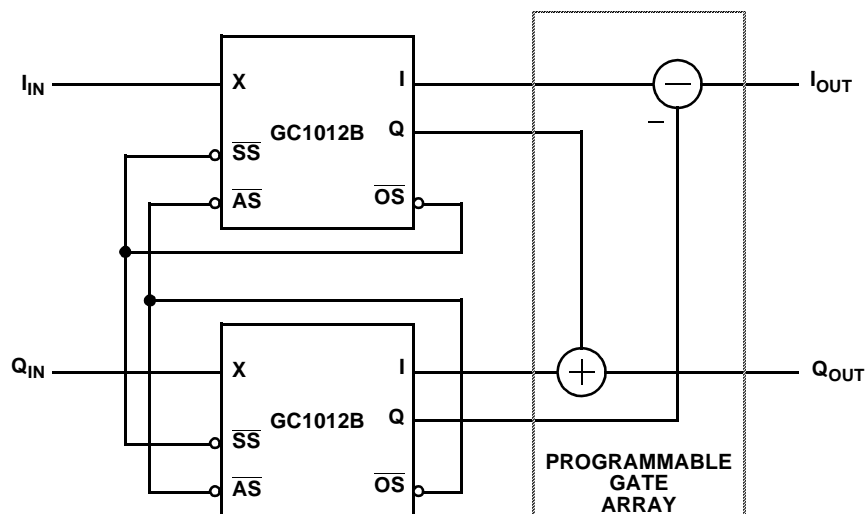 I_IN
X
I
I_OUT
GC1012B
Q
−
SS
AS
OS
Q_IN
X
I
Q_OUT
GC1012B
Q
SS
AS
OS
PROGRAMMABLE
GATE
ARRAY